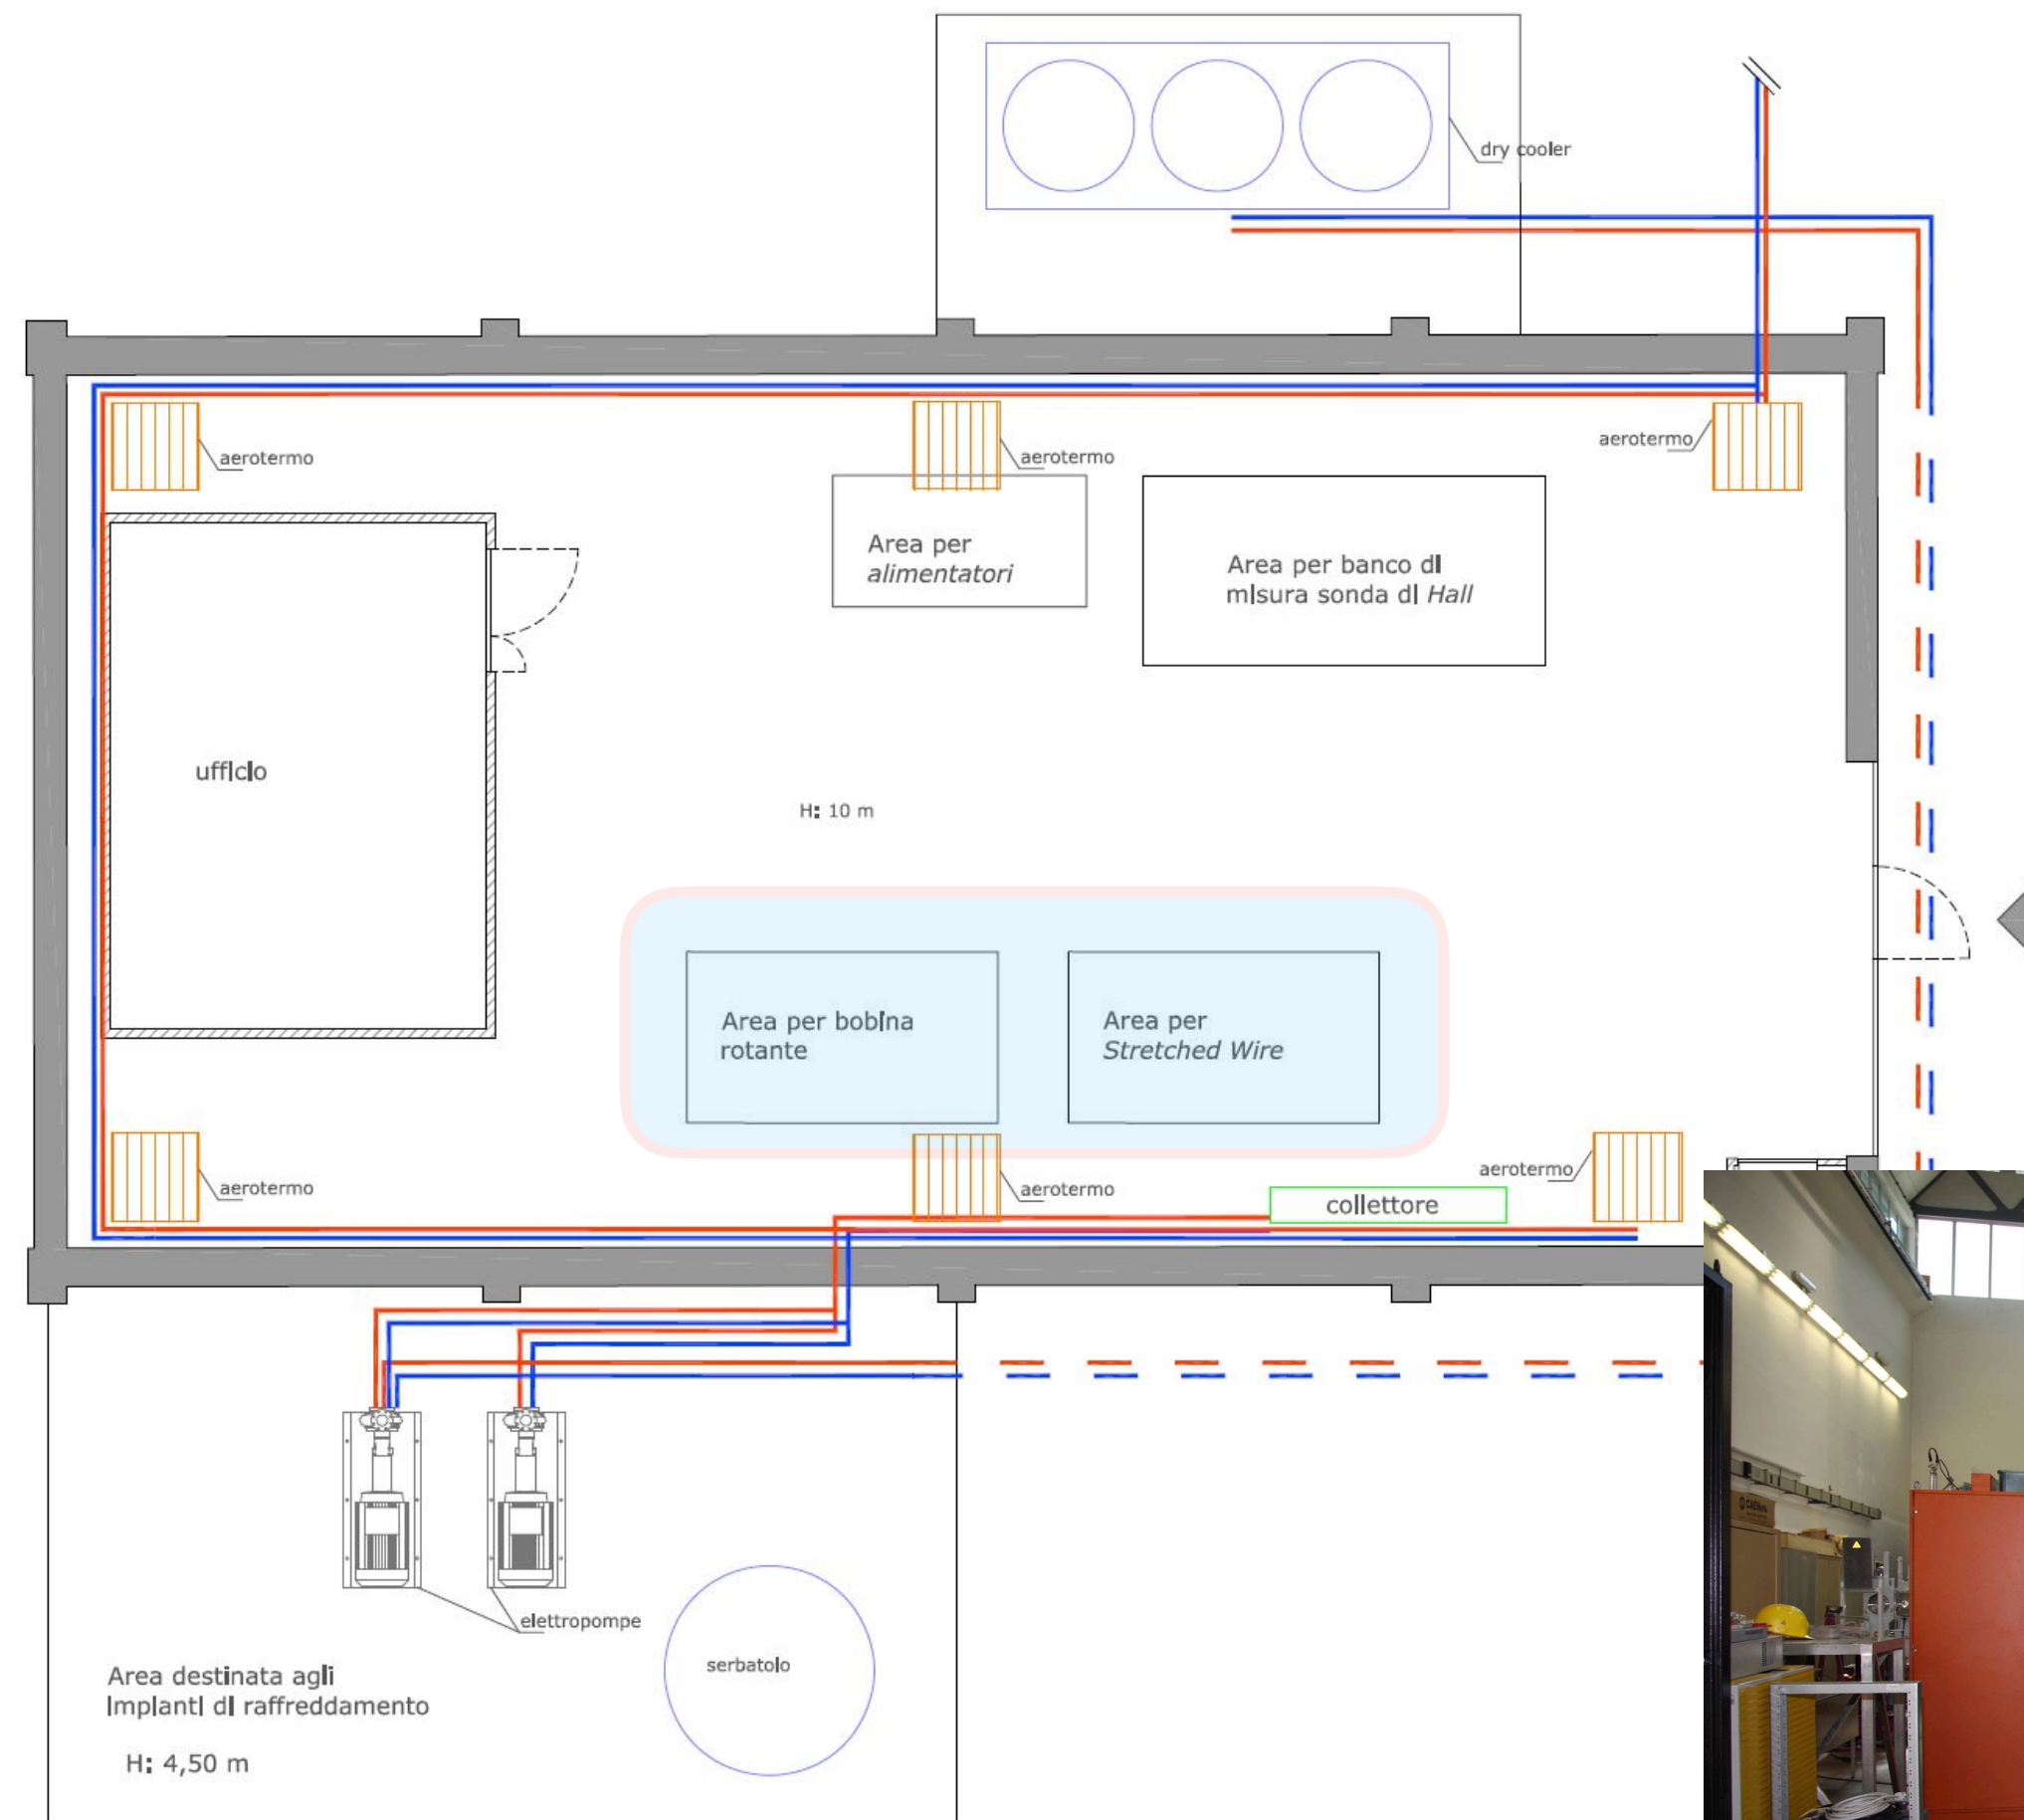 dry cooler
aerotermo
aerotermo
aerotermo
Area per
alimentatori
Area per banco di
misura sonda di Hall
ufficio
H: 10 m
Area per bobina
rotante
Area per
Stretched Wire
aerotermo
aerotermo
aerotermo
collettore
elettropompe
serbatoio
Area destinata agli
Impianti di raffreddamento
H: 4,50 m